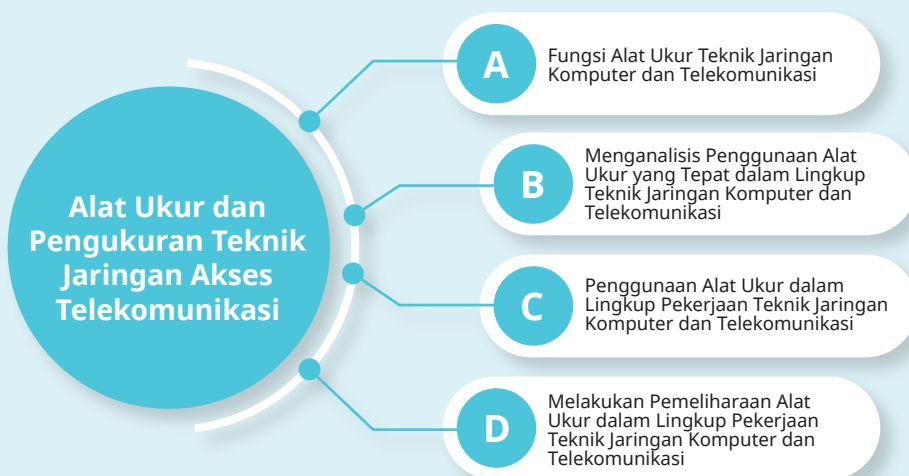 Alat Ukur dan
Pengukuran Teknik
Jaringan Akses
Telekomunikasi
A
Fungsi Alat Ukur Teknik Jaringan
Komputer dan Telekomunikasi
B
Menganalisis Penggunaan Alat
Ukur yang Tepat dalam Lingkup
Teknik Jaringan Komputer dan
Telekomunikasi
C
Penggunaan Alat Ukur dalam
Lingkup Pekerjaan Teknik Jaringan
Komputer dan Telekomunikasi
D
Melakukan Pemeliharaan Alat
Ukur dalam Lingkup Pekerjaan
Teknik Jaringan Komputer dan
Telekomunikasi